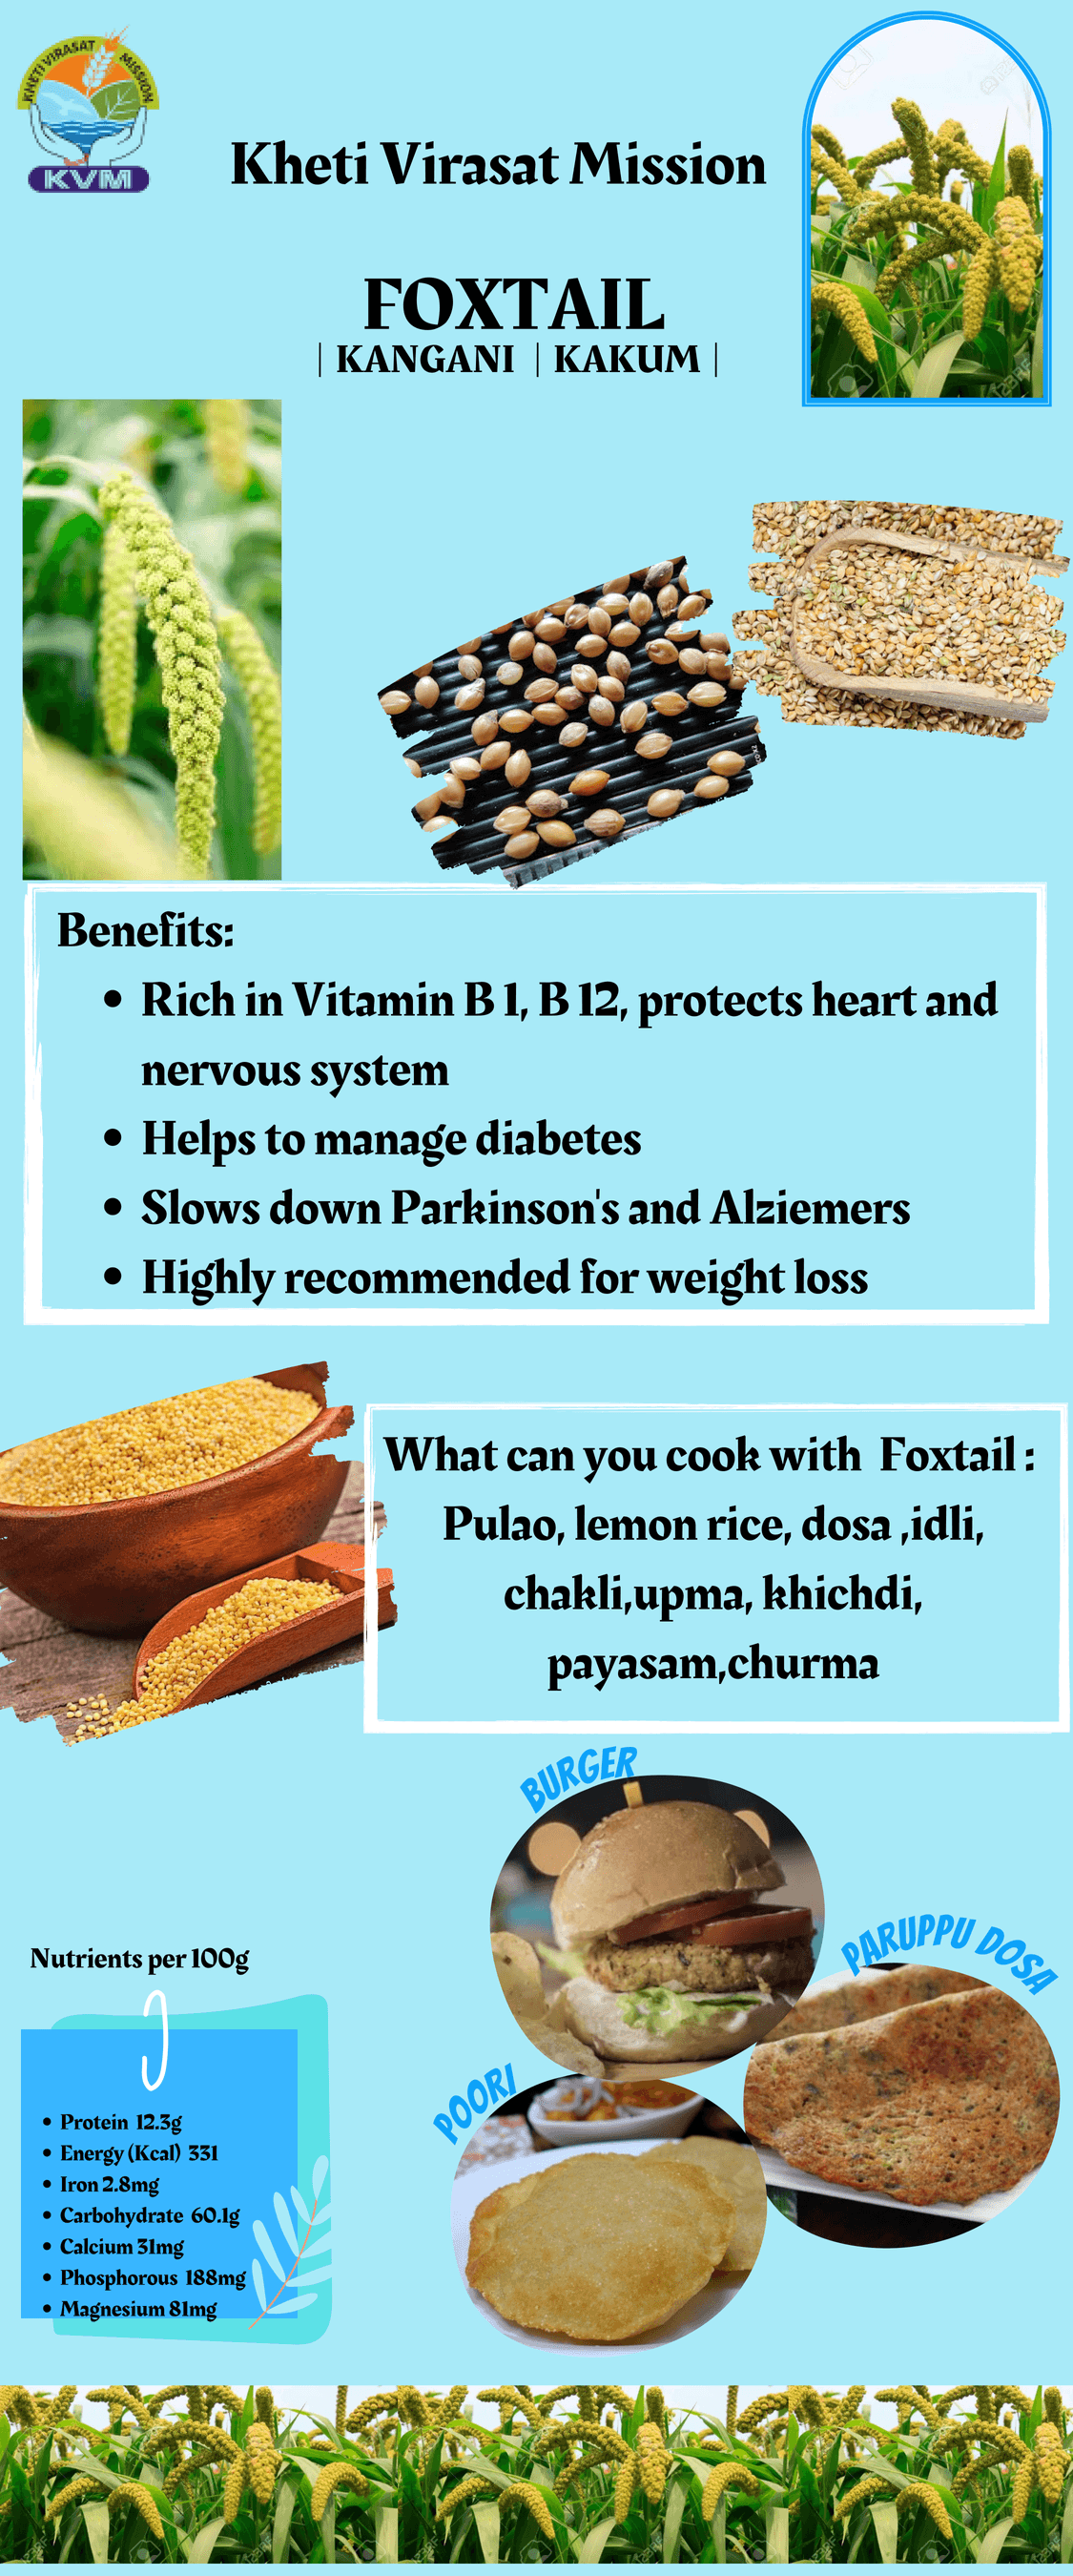 KHETI VIRASAT MISSION
KVM
Kheti Virasat Mission
FOXTAIL
| KANGANI | KAKUM |
Benefits:
• Rich in Vitamin B 1, B 12, protects heart and
nervous system
• Helps to manage diabetes
• Slows down Parkinson's and Alziemers
• Highly recommended for weight loss
What can you cook with Foxtail :
Pulao, lemon rice, dosa ,idli,
chakli,upma, khichdi,
payasam,churma
BURGER
PARUPPU DOSA
POORI
Nutrients per 100g
• Protein 12.3g
• Energy (Kcal) 331
• Iron 2.8mg
• Carbohydrate 60.1g
• Calcium 31mg
• Phosphorous 188mg
• Magnesium 81mg